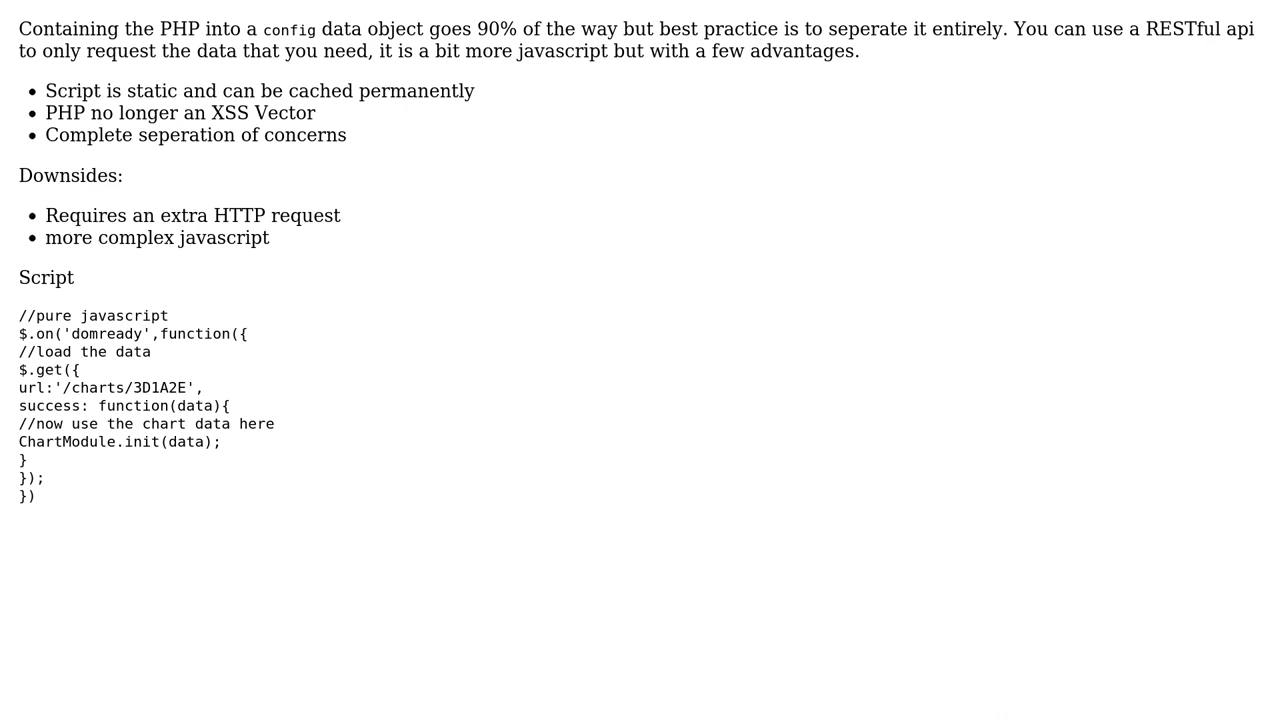 Containing the PHP into a config data object goes 90% of the way but best practice is to seperate it entirely. You can use a RESTful api
to only request the data that you need, it is a bit more javascript but with a few advantages.
• Script is static and can be cached permanently
• PHP no longer an XSS Vector
• Complete seperation of concerns
Downsides:
• Requires an extra HTTP request
• more complex javascript
Script
//pure javascript
$.on('domready',function({
//load the data
$.get({
url:'/charts/3D1A2E',
success: function(data){
//now use the chart data here
ChartModule.init(data);
}
});
})